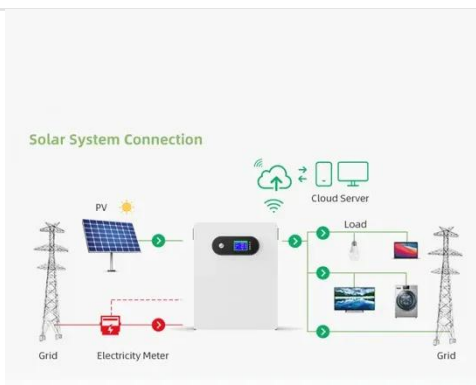 Solar System Connection
Cloud Server
PV
Load
Grid
Electricity Meter
Grid